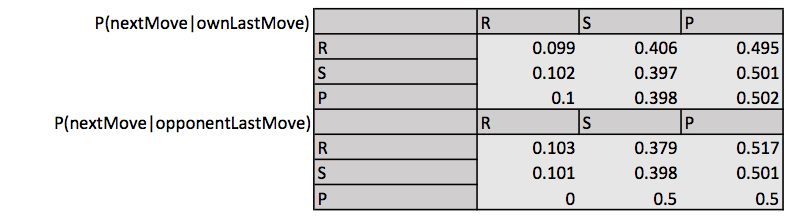 P(nextMove|ownLastMove) R S P
R 0.099 0.406 0.495
S 0.102 0.397 0.501
P 0.1 0.398 0.502
P(nextMove|opponentLastMove) R S P
R 0.103 0.379 0.517
S 0.101 0.398 0.501
P 0 0.5 0.5